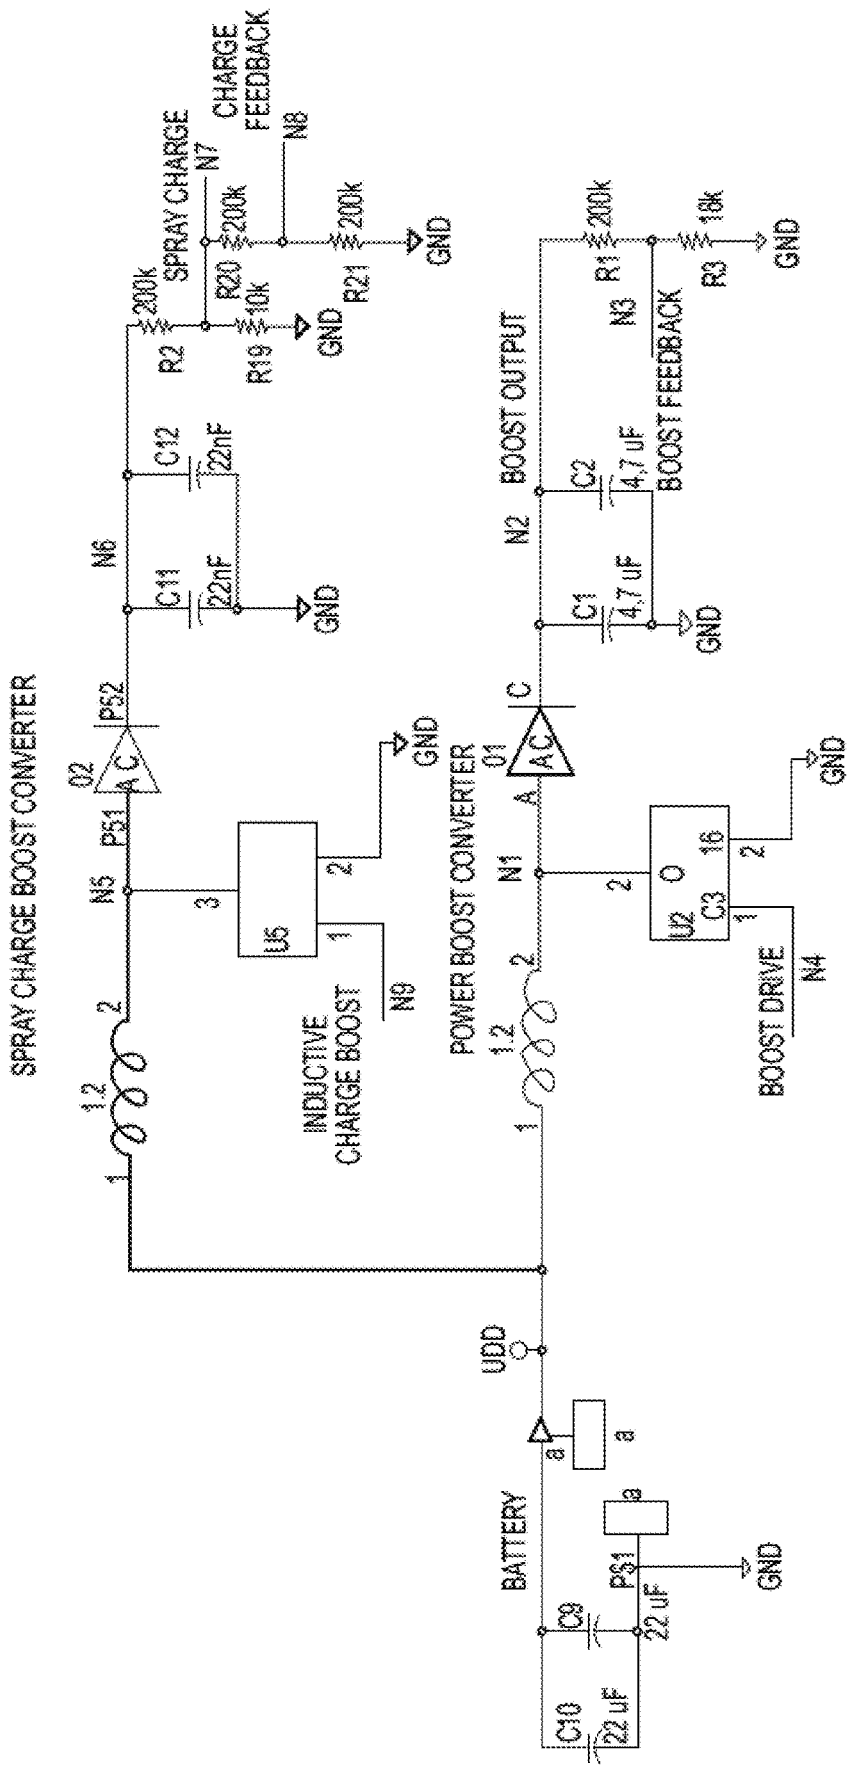 SPRAY CHARGE BOOST CONVERTER
1
1.2
2
N5
P51
02
A C
P52
N6
C11
22nF
C12
22nF
GND
R2
200k
SPRAY CHARGE
N7
R19
10k
GND
R20
200k
CHARGE
FEEDBACK
N8
R21
200k
GND
3
U5
1
2
GND
N9
INDUCTIVE
CHARGE BOOST
POWER BOOST CONVERTER
1
1.2
2
N1
A
01
A C
C
N2
BOOST OUTPUT
C1
4,7 uF
C2
4,7 uF
GND
R1
200k
N3
BOOST FEEDBACK
R3
16k
GND
2
O
U2
C3
16
1
2
GND
BOOST DRIVE
N4
BATTERY
UDD
a
a
C10
22 uF
C9
22 uF
PS1
a
GND